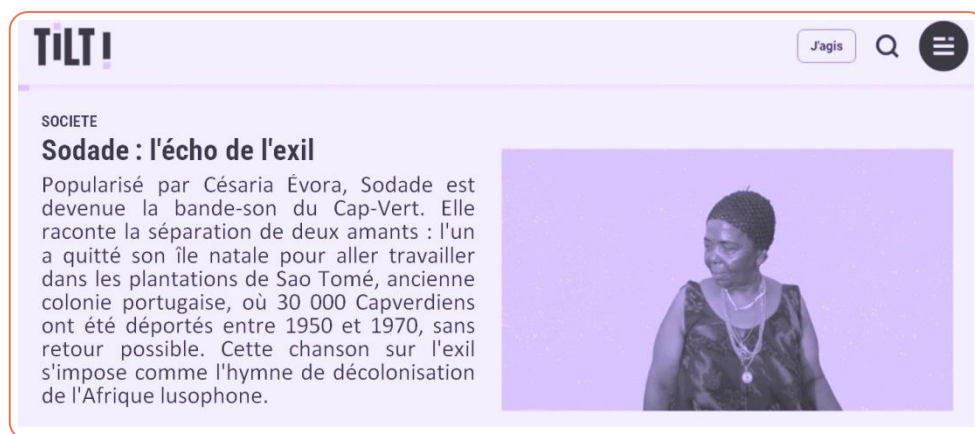 TiLT!
J'agis
SOCIETE
Sodade : l'écho de l'exil
Popularisé par Césaria Évora, Sodade est
devenue la bande-son du Cap-Vert. Elle
raconte la séparation de deux amants : l'un
a quitté son île natale pour aller travailler
dans les plantations de Sao Tomé, ancienne
colonie portugaise, où 30 000 Capverdiens
ont été déportés entre 1950 et 1970, sans
retour possible. Cette chanson sur l'exil
s'impose comme l'hymne de décolonisation
de l'Afrique lusophone.